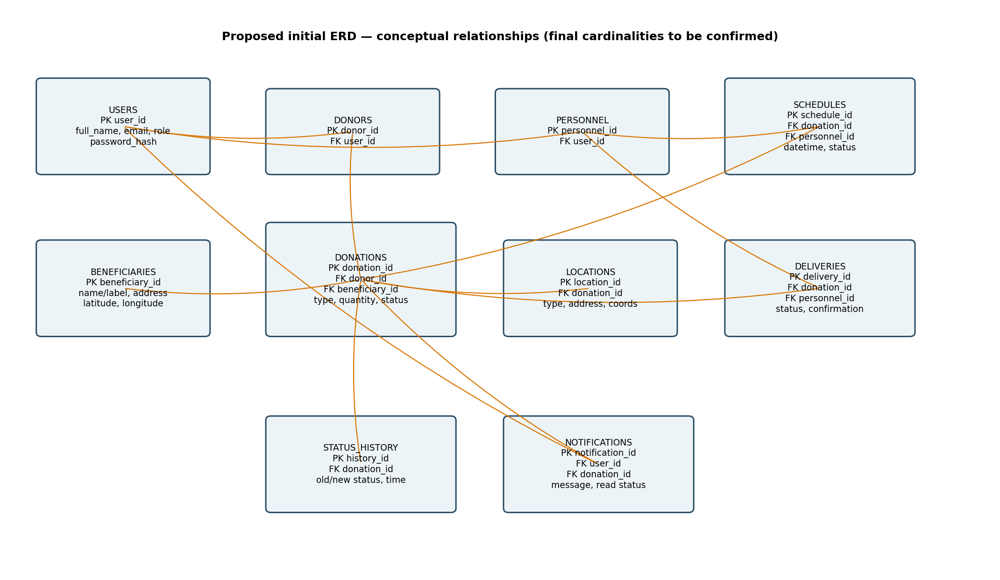 Proposed initial ERD — conceptual relationships (final cardinalities to be confirmed)
USERS
PK user_id
full_name, email, role
password_hash
DONORS
PK donor_id
FK user_id
PERSONNEL
PK personnel_id
FK user_id
SCHEDULES
PK schedule_id
FK donation_id
FK personnel_id
datetime, status
BENEFICIARIES
PK beneficiary_id
name/label, address
latitude, longitude
DONATIONS
PK donation_id
FK donor_id
FK beneficiary_id
type, quantity, status
LOCATIONS
PK location_id
FK donation_id
type, address, coords
DELIVERIES
PK delivery_id
FK donation_id
FK personnel_id
status, confirmation
STATUS_HISTORY
PK history_id
FK donation_id
old/new status, time
NOTIFICATIONS
PK notification_id
FK user_id
FK donation_id
message, read status